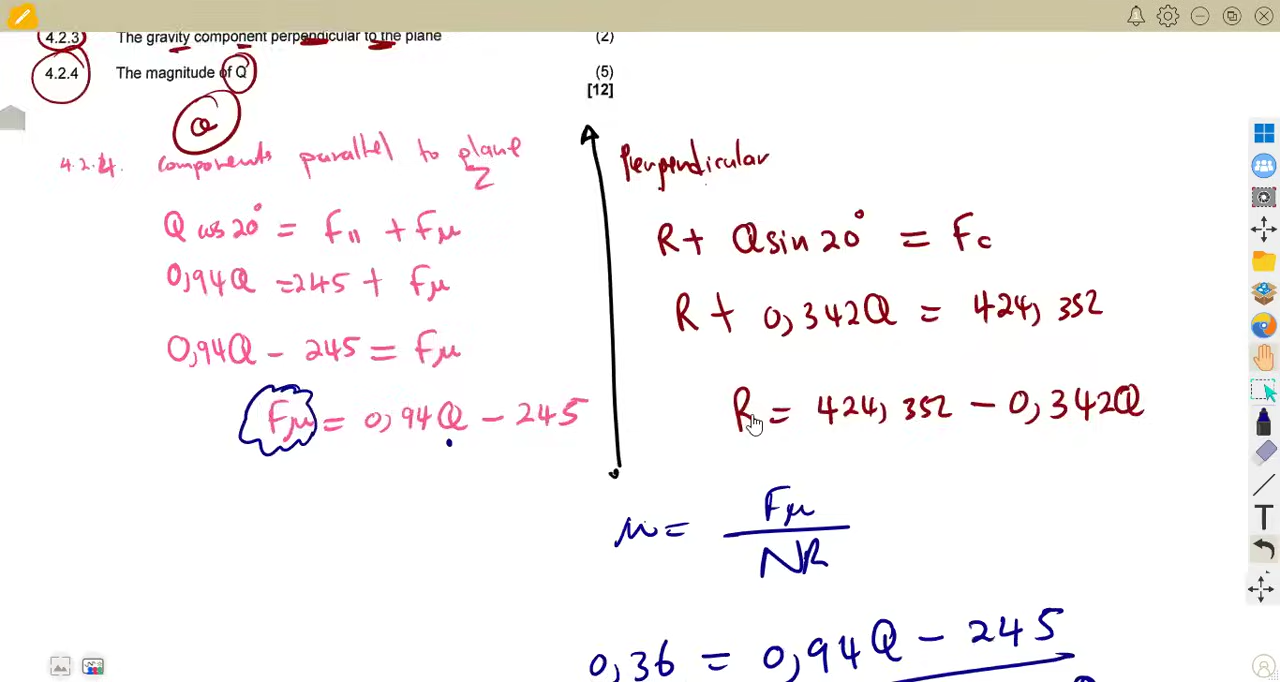 4.2.3 The gravity component perpendicular to the plane (2)
4.2.4 The magnitude of Q (5)
[12]
Q
4.2.4. Components parallel to plane
Q cos 20° = F11 + Fμ
0,94Q = 245 + Fμ
0,94Q - 245 = Fμ
Fμ = 0,94Q - 245
Perpendicular
R + Q sin 20° = Fc
R + 0,342Q = 424,352
R = 424,352 - 0,342Q
μ = Fμ / NR
0,36 = 0,94Q - 245
T